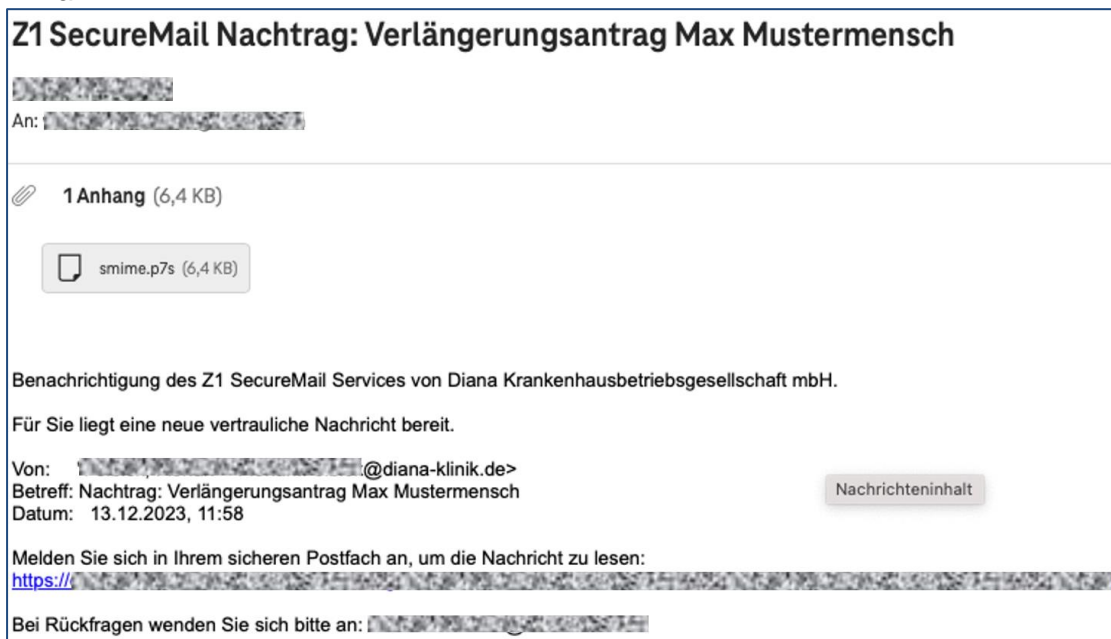 Z1 SecureMail Nachtrag: Verlängerungsantrag Max Mustermensch
An:
1 Anhang (6,4 KB)
smime.p7s (6,4 KB)
Benachrichtigung des Z1 SecureMail Services von Diana Krankenhausbetriebsgesellschaft mbH.
Für Sie liegt eine neue vertrauliche Nachricht bereit.
Von: @diana-klinik.de>
Betreff: Nachtrag: Verlängerungsantrag Max Mustermensch
Nachrichteninhalt
Datum: 13.12.2023, 11:58
Melden Sie sich in Ihrem sicheren Postfach an, um die Nachricht zu lesen:
https://
Bei Rückfragen wenden Sie sich bitte an: